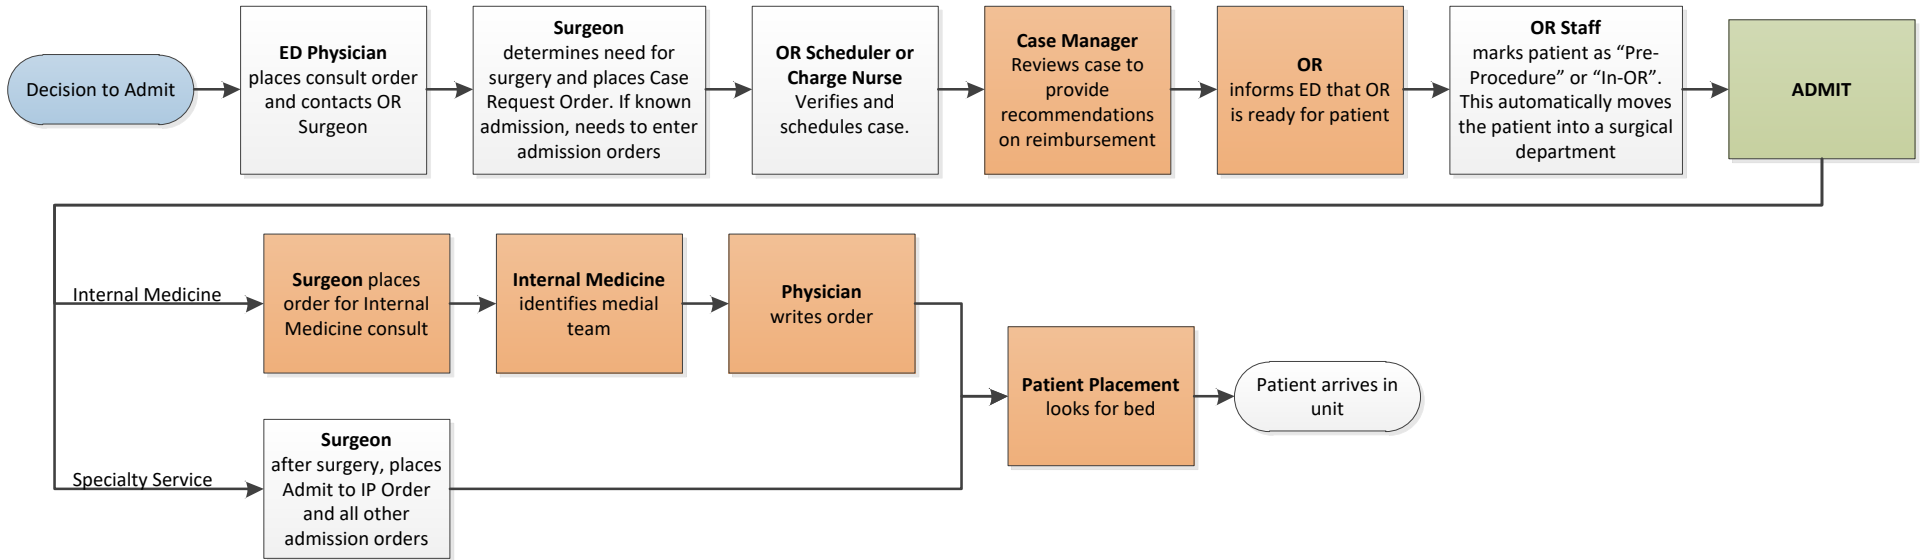 Decision to Admit
ED Physician
places consult order
and contacts OR
Surgeon
Surgeon
determines need for
surgery and places Case
Request Order. If known
admission, needs to enter
admission orders
OR Scheduler or
Charge Nurse
Verifies and
schedules case.
Case Manager
Reviews case to
provide
recommendations
on reimbursement
OR
informs ED that OR
is ready for patient
OR Staff
marks patient as “Pre-
Procedure” or “In-OR”.
This automatically moves
the patient into a surgical
department
ADMIT
Internal Medicine
Surgeon places
order for Internal
Medicine consult
Internal Medicine
identifies medial
team
Physician
writes order
Specialty Service
Surgeon
after surgery, places
Admit to IP Order
and all other
admission orders
Patient Placement
looks for bed
Patient arrives in
unit